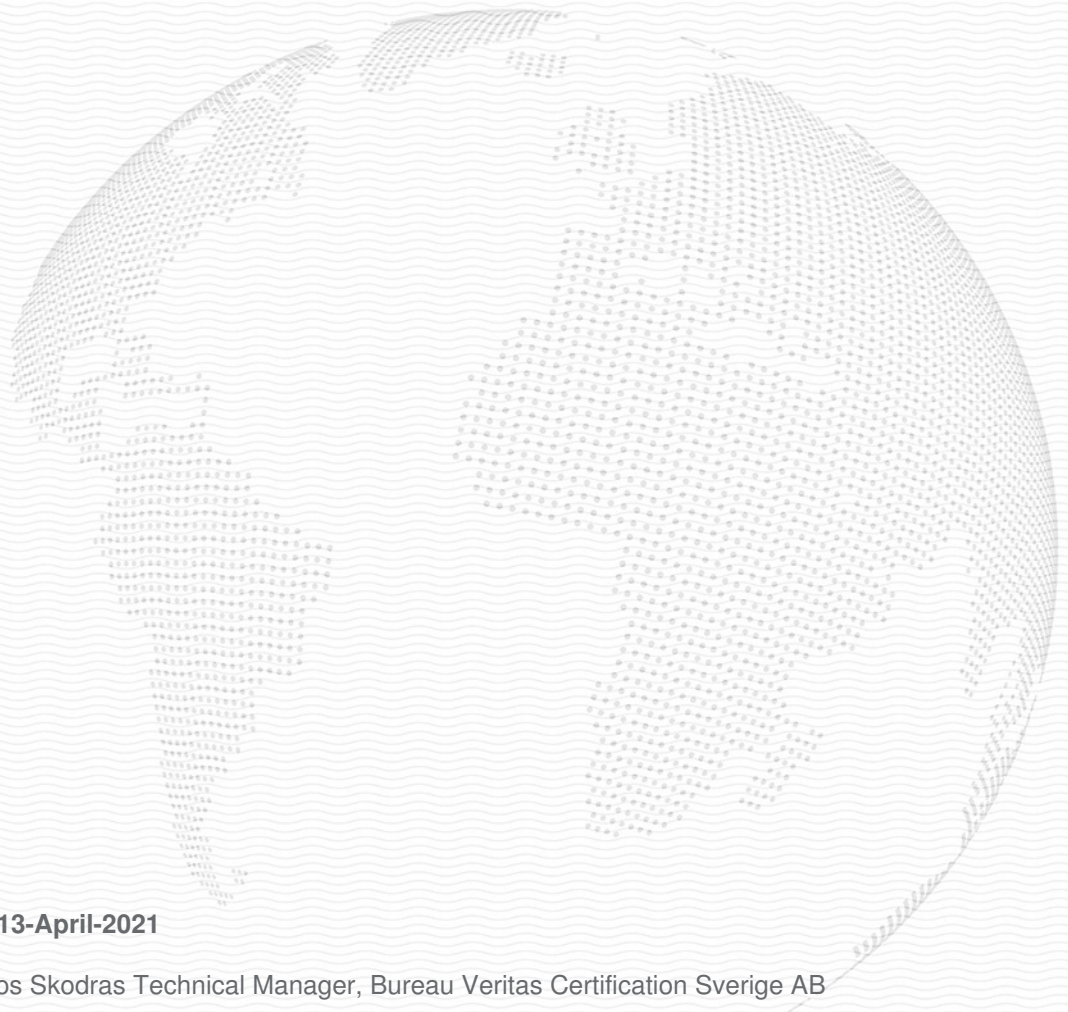 13-April-2021
os Skodras Technical Manager, Bureau Veritas Certification Sverige AB